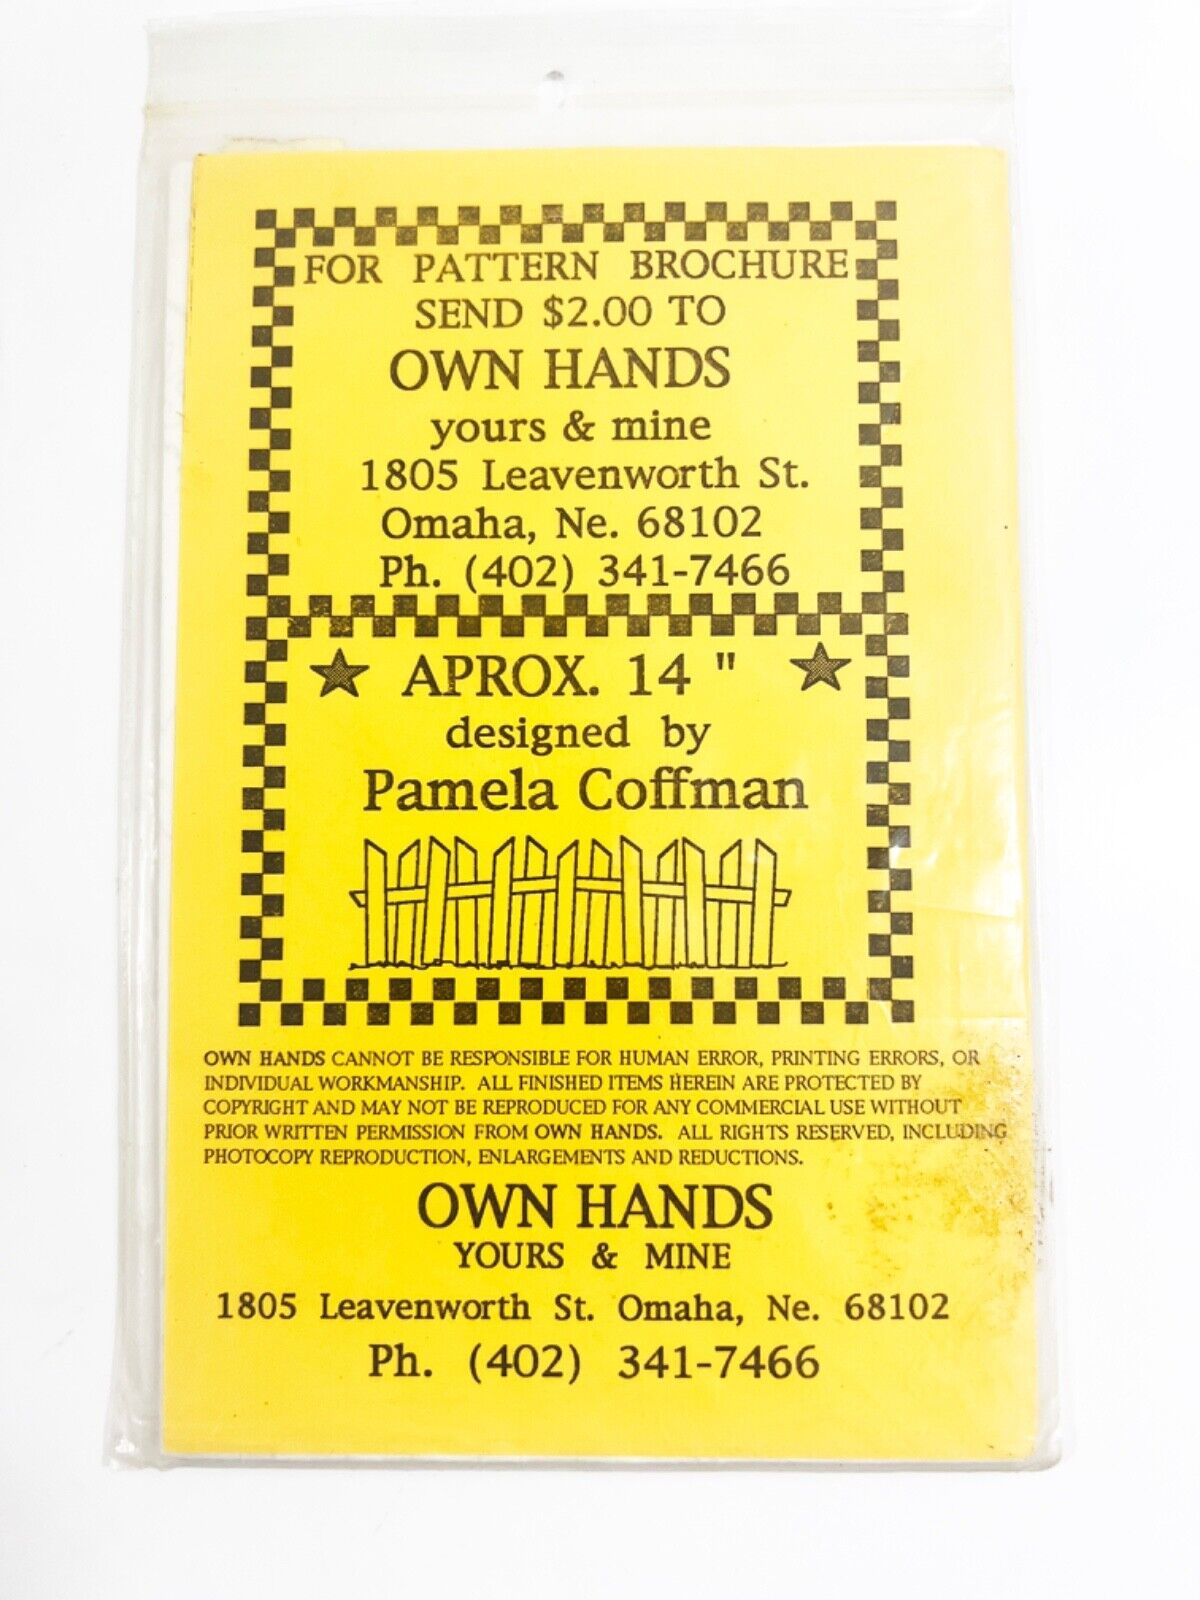 FOR PATTERN BROCHURE
SEND $2.00 TO
OWN HANDS
yours & mine
1805 Leavenworth St.
Omaha, Ne. 68102
Ph. (402) 341-7466
APROX. 14 "
designed by
Pamela Coffman
OWN HANDS CANNOT BE RESPONSIBLE FOR HUMAN ERROR, PRINTING ERRORS, OR
INDIVIDUAL WORKMANSHIP. ALL FINISHED ITEMS HEREIN ARE PROTECTED BY
COPYRIGHT AND MAY NOT BE REPRODUCED FOR ANY COMMERCIAL USE WITHOUT
PRIOR WRITTEN PERMISSION FROM OWN HANDS. ALL RIGHTS RESERVED, INCLUDING
PHOTOCOPY REPRODUCTION, ENLARGEMENTS AND REDUCTIONS.
OWN HANDS
YOURS & MINE
1805 Leavenworth St. Omaha, Ne. 68102
Ph. (402) 341-7466